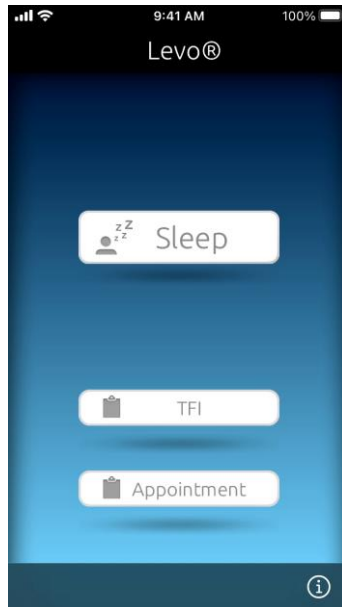 9:41 AM 100%
Levo®
z z z z
Sleep
TFI
Appointment